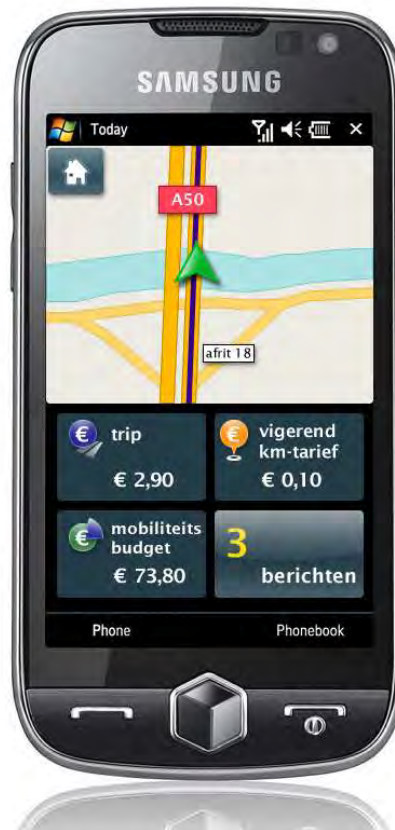 SAMSUNG
Today
A50
afrit 18
trip
€ 2,90
vigerend
km-tarief
€ 0,10
mobiliteits
budget
€ 73,80
3
berichten
Phone
Phonebook